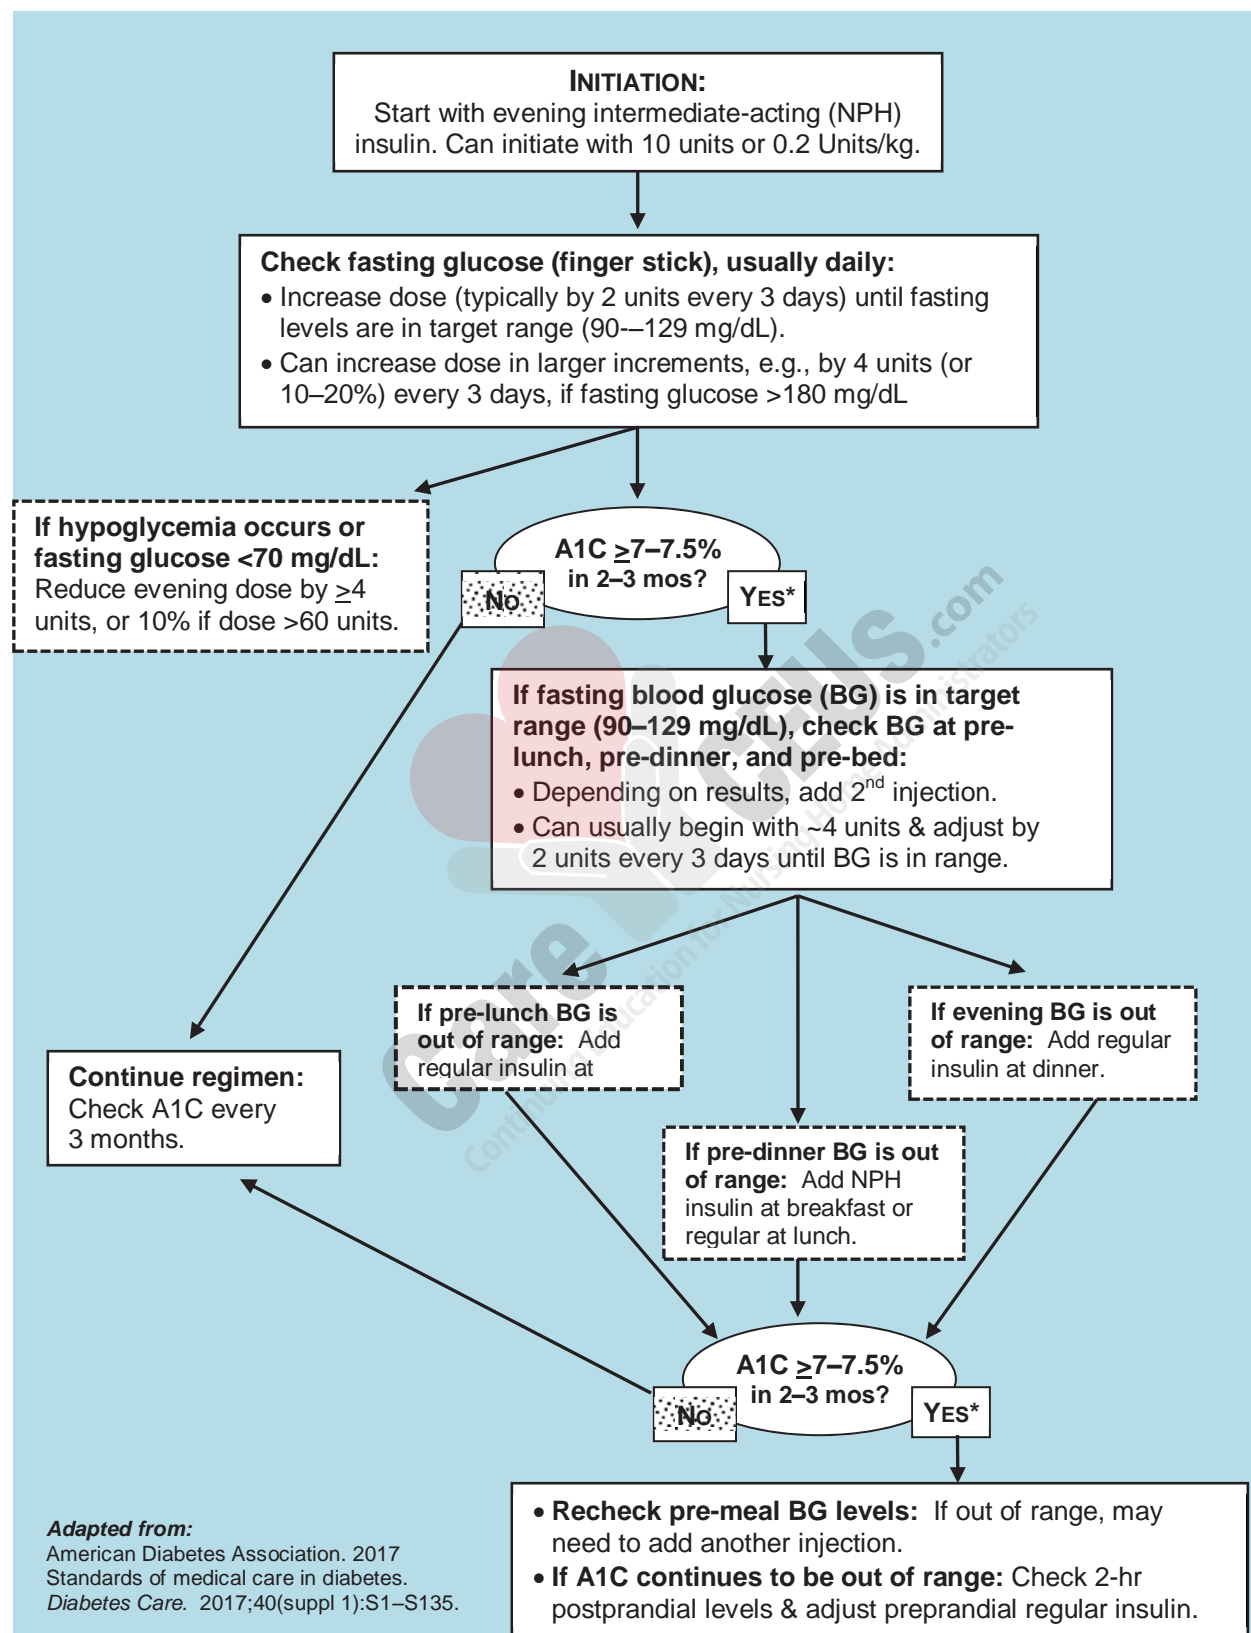 INITIATION:
Start with evening intermediate-acting (NPH)
insulin. Can initiate with 10 units or 0.2 Units/kg.
Check fasting glucose (finger stick), usually daily:
• Increase dose (typically by 2 units every 3 days) until fasting
levels are in target range (90-–129 mg/dL).
• Can increase dose in larger increments, e.g., by 4 units (or
10–20%) every 3 days, if fasting glucose >180 mg/dL
If hypoglycemia occurs or
fasting glucose <70 mg/dL:
Reduce evening dose by ≥4
units, or 10% if dose >60 units.
A1C ≥7–7.5%
in 2–3 mos?
NO
YES*
If fasting blood glucose (BG) is in target
range (90–129 mg/dL), check BG at pre-
lunch, pre-dinner, and pre-bed:
• Depending on results, add 2nd injection.
• Can usually begin with ~4 units & adjust by
2 units every 3 days until BG is in range.
If pre-lunch BG is
out of range: Add
regular insulin at
If evening BG is out
of range: Add regular
insulin at dinner.
Continue regimen:
Check A1C every
3 months.
If pre-dinner BG is out
of range: Add NPH
insulin at breakfast or
regular at lunch.
A1C ≥7–7.5%
in 2–3 mos?
NO
YES*
• Recheck pre-meal BG levels: If out of range, may
need to add another injection.
• If A1C continues to be out of range: Check 2-hr
postprandial levels & adjust preprandial regular insulin.
Adapted from:
American Diabetes Association. 2017
Standards of medical care in diabetes.
Diabetes Care. 2017;40(suppl 1):S1–S135.
Care CEUs.com
Continuing Education for Nursing Home Administrators